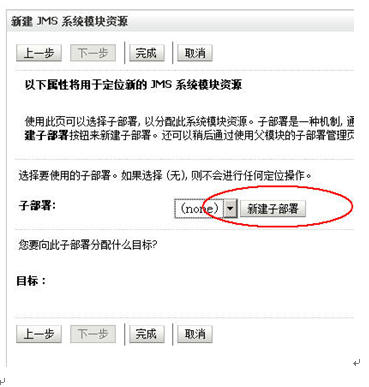 新建 JMS 系统模块资源
上一步 下一步 完成 取消
以下属性将用于定位新的 JMS 系统模块资源
使用此页可以选择子部署, 以分配此系统模块资源。子部署是一种机制, 通
建子部署按钮来新建子部署。还可以稍后通过使用父模块的子部署管理页
选择要使用的子部署。如果选择 (无), 则不会进行任何定位操作。
子部署: (none) 新建子部署
您要向此子部署分配什么目标?
目标:
上一步 下一步 完成 取消